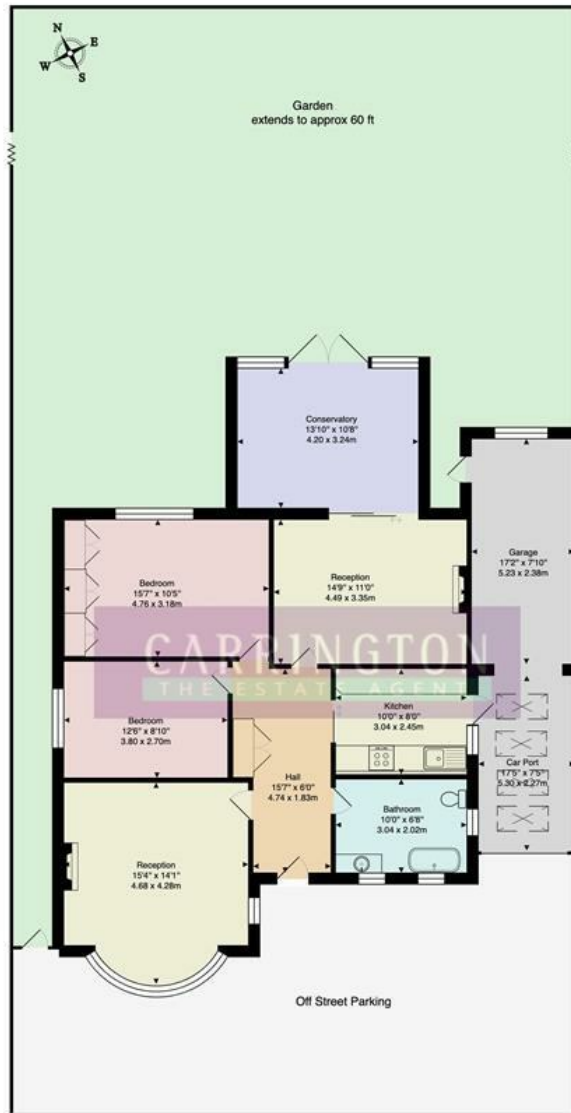 N
E
W
S
Garden
extends to approx 60 ft
Conservatory
13'10" x 10'8"
4.20 x 3.24m
Garage
17'2" x 7'10"
5.23 x 2.38m
Bedroom
15'7" x 10'5"
4.76 x 3.18m
Reception
14'9" x 11'0"
4.49 x 3.35m
CARRINGTON
THE ESTATE AGENT
Bedroom
12'6" x 8'10"
3.80 x 2.70m
Kitchen
10'0" x 8'0"
3.04 x 2.45m
Hall
15'7" x 6'0"
4.74 x 1.83m
Car Port
17'5" x 7'5"
5.30 x 2.27m
Bathroom
10'0" x 6'8"
3.04 x 2.02m
Reception
15'4" x 14'1"
4.68 x 4.28m
Off Street Parking